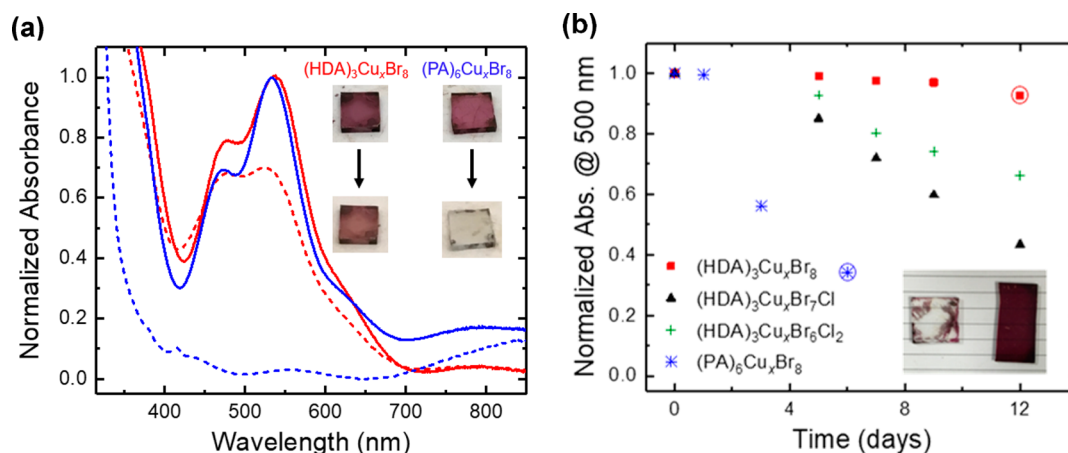 (a)
Normalized Absorbance
1.0
0.8
0.6
0.4
0.2
0.0
400 500 600 700 800
Wavelength (nm)
(HDA)₃CuₓBr₈ (PA)₆CuₓBr₈
(b)
Normalized Abs. @ 500 nm
1.0
0.8
0.6
0.4
0.2
0.0
0 4 8 12
Time (days)
(HDA)₃CuₓBr₈
(HDA)₃CuₓBr₇Cl
(HDA)₃CuₓBr₆Cl₂
(PA)₆CuₓBr₈